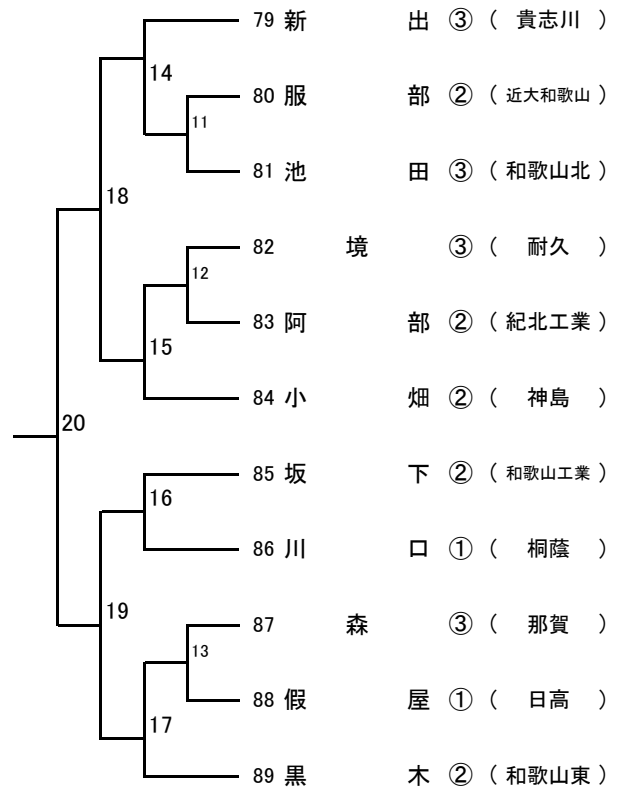 79 新 出 ③ ( 貴志川 )
14
80 服 部 ② ( 近大和歌山 )
11
81 池 田 ③ ( 和歌山北 )
18
82 境 ③ ( 耐久 )
12
83 阿 部 ② ( 紀北工業 )
15
84 小 畑 ② ( 神島 )
20
85 坂 下 ② ( 和歌山工業 )
16
86 川 口 ① ( 桐蔭 )
19
87 森 ③ ( 那賀 )
13
88 假 屋 ① ( 日高 )
17
89 黒 木 ② ( 和歌山東 )